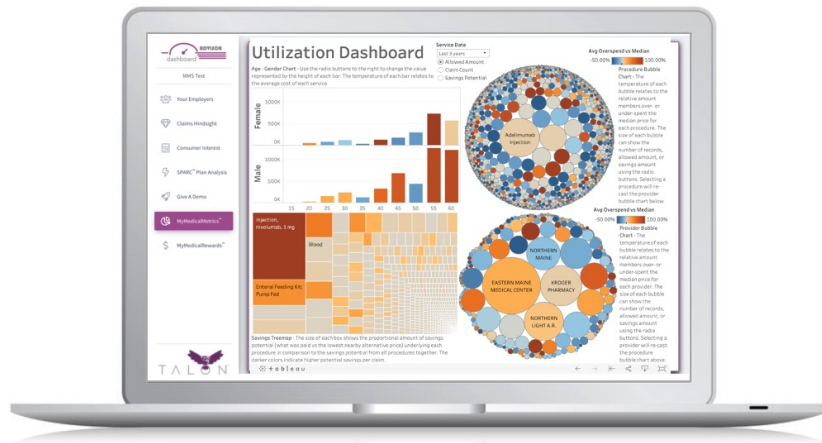 ADVISOR
dashboard
MMS Test
Your Employers
Claims Hindsight
Consumer Interest
SPARC™ Plan Analysis
Give A Demo
MyMedicalMetrics™
MyMedicalRewards™
TALON
Utilization Dashboard
Service Date
Last 3 years
Allowed Amount
Claim Count
Savings Potential
Age - Gender Chart - Use the radio buttons to the right to change the value
represented by the height of each bar. The temperature of each bar relates to
the average cost of each service.
Female
1000K
500K
0K
Male
1000K
500K
0K
15 20 25 30 35 40 45 50 55 60
Injection,
nivolumab, 1 mg
Blood
Enteral Feeding Kit;
Pump Fed
Savings Treemap - The size of each box shows the proportional amount of savings
potential (what was paid vs the lowest nearby alternative price) underlying each
procedure in comparison to the savings potential from all procedures together. The
darker colors indicate higher potential savings per claim.
+ableau
Avg Overspend vs Median
-50.00% 100.00%
Procedure Bubble
Chart - The
temperature of each
bubble relates to the
relative amount
members over- or
under-spent the
median price for
each procedure. The
size of each bubble
can show the
number of records,
allowed amount, or
savings amount
using the radio
buttons. Selecting a
procedure will re-
cast the provider
bubble chart below.
Adalimumab
Injection
Avg Overspend vs Median
-50.00% 100.00%
Provider Bubble
Chart - The
temperature of each
bubble relates to the
relative amount
members over- or
under-spent the
median price for
each provider. The
size of each bubble
can show the
number of records,
allowed amount, or
savings amount
using the radio
buttons. Selecting a
provider will re-cast
the procedure
bubble chart above.
NORTHERN
MAINE
EASTERN MAINE
MEDICAL CENTER
KROGER
PHARMACY
NORTHERN
LIGHT A.R.